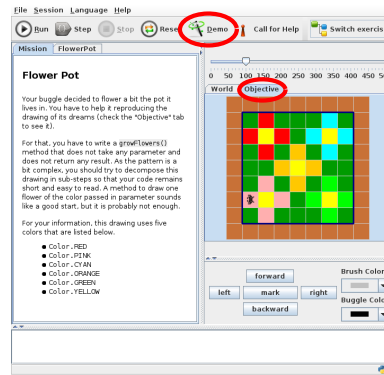 File Session Language Help
Run Step Stop Rese Demo Call for Help Switch exercis
Mission FlowerPot
Flower Pot
Your buggle decided to flower a bit the pot it
lives in. You have to help it reproducing the
drawing of its dreams (check the "Objective" tab
to see it).
For that, you have to write a growFlowers()
method that does not take any parameter and
does not return any result. As the pattern is a
bit complex, you should try to decompose this
drawing in sub-steps so that your code remains
short and easy to read. A method to draw one
flower of the color passed in parameter sounds
like a good start, but it is probably not enough.
For your information, this drawing uses five
colors that are listed below.
Color.RED
Color.PINK
Color.CYAN
Color.ORANGE
Color.GREEN
Color.YELLOW
0 50 100 150 200 250 300 350 400 450 50
World Objective
forward
left mark right
backward
Brush Color
Buggle Colo